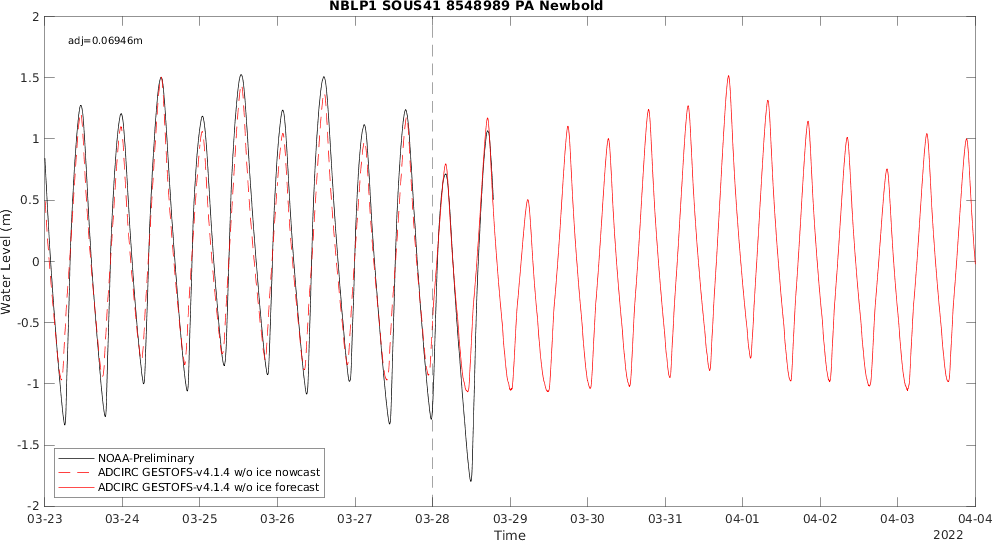 NBLP1 SOUS41 8548989 PA Newbold
adj=0.06946m
2
1.5
1
0.5
0
-0.5
-1
-1.5
-2
Water Level (m)
NOAA-Preliminary
ADCIRC GESTOFS-v4.1.4 w/o ice nowcast
ADCIRC GESTOFS-v4.1.4 w/o ice forecast
03-23 03-24 03-25 03-26 03-27 03-28 03-29 03-30 03-31 04-01 04-02 04-03 04-04
Time
2022